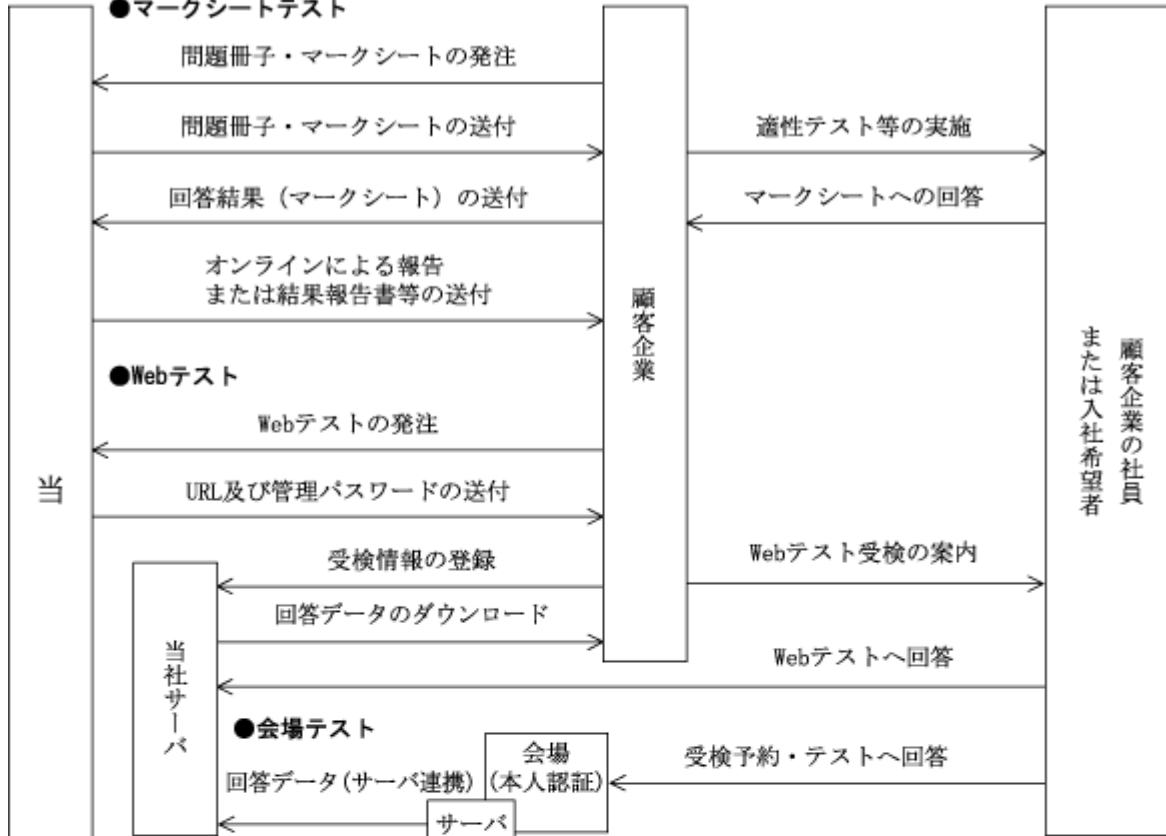 ●マークシートテスト
問題冊子・マークシートの発注
問題冊子・マークシートの送付
適性テスト等の実施
回答結果（マークシート）の送付
マークシートへの回答
オンラインによる報告
または結果報告書等の送付
顧客企業
顧客企業の社員
または入社希望者
●Webテスト
Webテストの発注
当
URL及び管理パスワードの送付
受検情報の登録
Webテスト受検の案内
回答データのダウンロード
当社サーバ
Webテストへ回答
●会場テスト
会場
(本人認証)
受検予約・テストへ回答
回答データ(サーバ連携)
サーバ